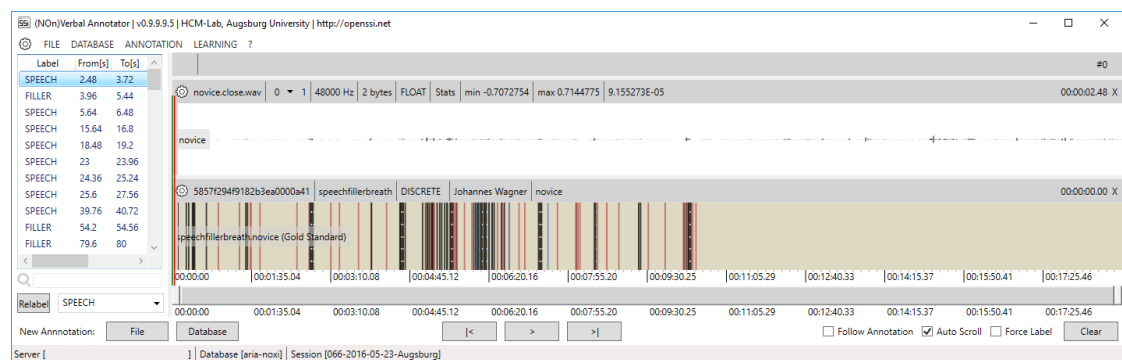 (NOn)Verbal Annotator | v0.9.9.9.5 | HCM-Lab, Augsburg University | http://openssi.net
FILE DATABASE ANNOTATION LEARNING ?
Label From[s] To[s]
SPEECH 2.48 3.72
FILLER 3.96 5.44
SPEECH 5.64 6.48
SPEECH 15.64 16.8
SPEECH 18.48 19.2
SPEECH 23 23.96
SPEECH 24.36 25.24
SPEECH 25.6 27.56
SPEECH 39.76 40.72
FILLER 54.2 54.56
FILLER 79.6 80
Relabel SPEECH
#0
novice.close.wav 0 1 48000 Hz 2 bytes FLOAT Stats min -0.7072754 max 0.7144775 9.155273E-05 00:00:02.48 X
novice
5857f294f9182b3ea0000a41 speechfillerbreath DISCRETE Johannes Wagner novice 00:00:00.00 X
speechfillerbreath.novice (Gold Standard)
00:00:00 00:01:35.04 00:03:10.08 00:04:45.12 00:06:20.16 00:07:55.20 00:09:30.25 00:11:05.29 00:12:40.33 00:14:15.37 00:15:50.41 00:17:25.46
00:00:00 00:01:35.04 00:03:10.08 00:04:45.12 00:06:20.16 00:07:55.20 00:09:30.25 00:11:05.29 00:12:40.33 00:14:15.37 00:15:50.41 00:17:25.46
New Annnotation: File Database |< > >| Follow Annotation Auto Scroll Force Label Clear
Server [ ] Database [aria-noxi] Session [066-2016-05-23-Augsburg]